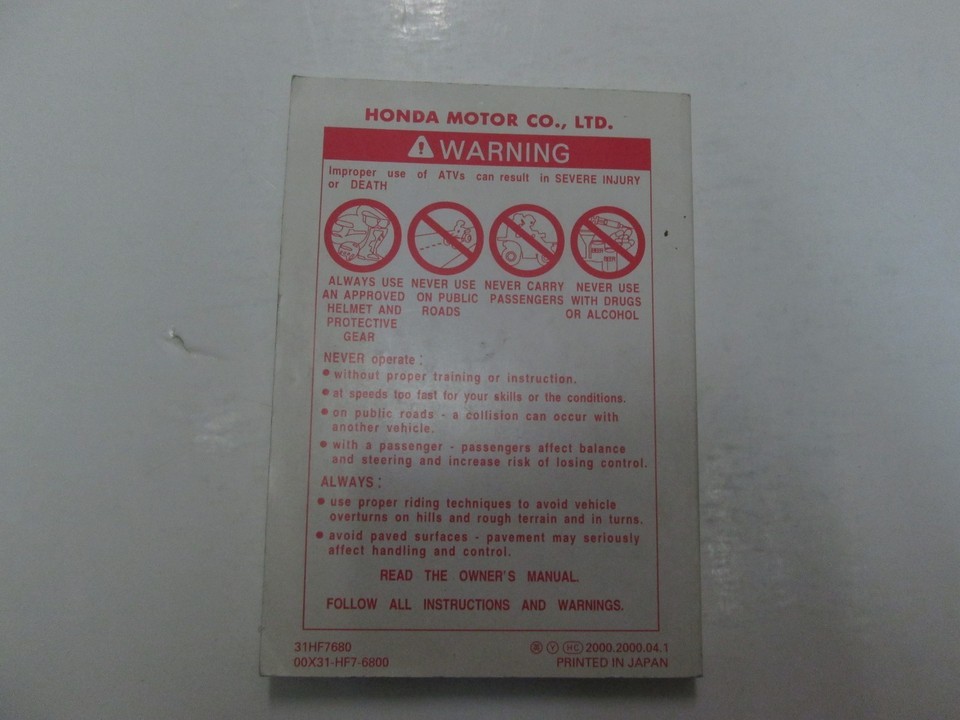 HONDA MOTOR CO., LTD.
WARNING
Improper use of ATVs can result in SEVERE INJURY
or DEATH
ALWAYS USE
AN APPROVED
HELMET AND
PROTECTIVE
GEAR
NEVER USE
ON PUBLIC
ROADS
NEVER CARRY
PASSENGERS
NEVER USE
WITH DRUGS
OR ALCOHOL
NEVER operate:
• without proper training or instruction.
• at speeds too fast for your skills or the conditions.
• on public roads - a collision can occur with
another vehicle.
• with a passenger - passengers affect balance
and steering and increase risk of losing control.
ALWAYS:
• use proper riding techniques to avoid vehicle
overturns on hills and rough terrain and in turns.
• avoid paved surfaces - pavement may seriously
affect handling and control.
READ THE OWNER'S MANUAL.
FOLLOW ALL INSTRUCTIONS AND WARNINGS.
31HF7680
00X31-HF7-6800
Y HC 2000.2000.04.1
PRINTED IN JAPAN